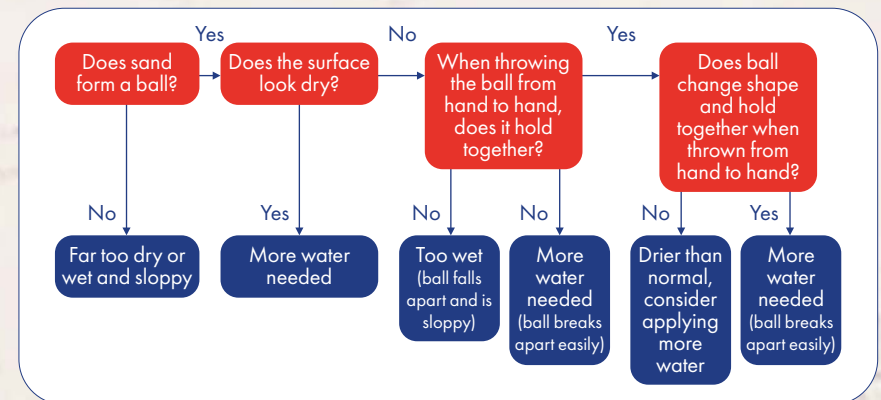 Yes
No
Yes
Does sand
form a ball?
Does the surface
look dry?
When throwing
the ball from
hand to hand,
does it hold
together?
Does ball
change shape
and hold
together when
thrown from
hand to hand?
No
Yes
No
No
No
Yes
Far too dry or
wet and sloppy
More water
needed
Too wet
(ball falls
apart and is
sloppy)
More
water
needed
(ball breaks
apart easily)
Drier than
normal,
consider
applying
more
water
More
water
needed
(ball breaks
apart easily)